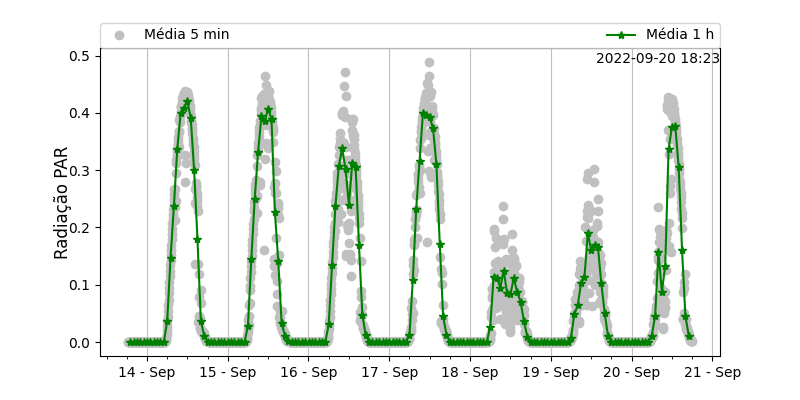 Média 5 min Média 1 h
2022-09-20 18:23
Radiação PAR
0.5
0.4
0.3
0.2
0.1
0.0
14 - Sep 15 - Sep 16 - Sep 17 - Sep 18 - Sep 19 - Sep 20 - Sep 21 - Sep